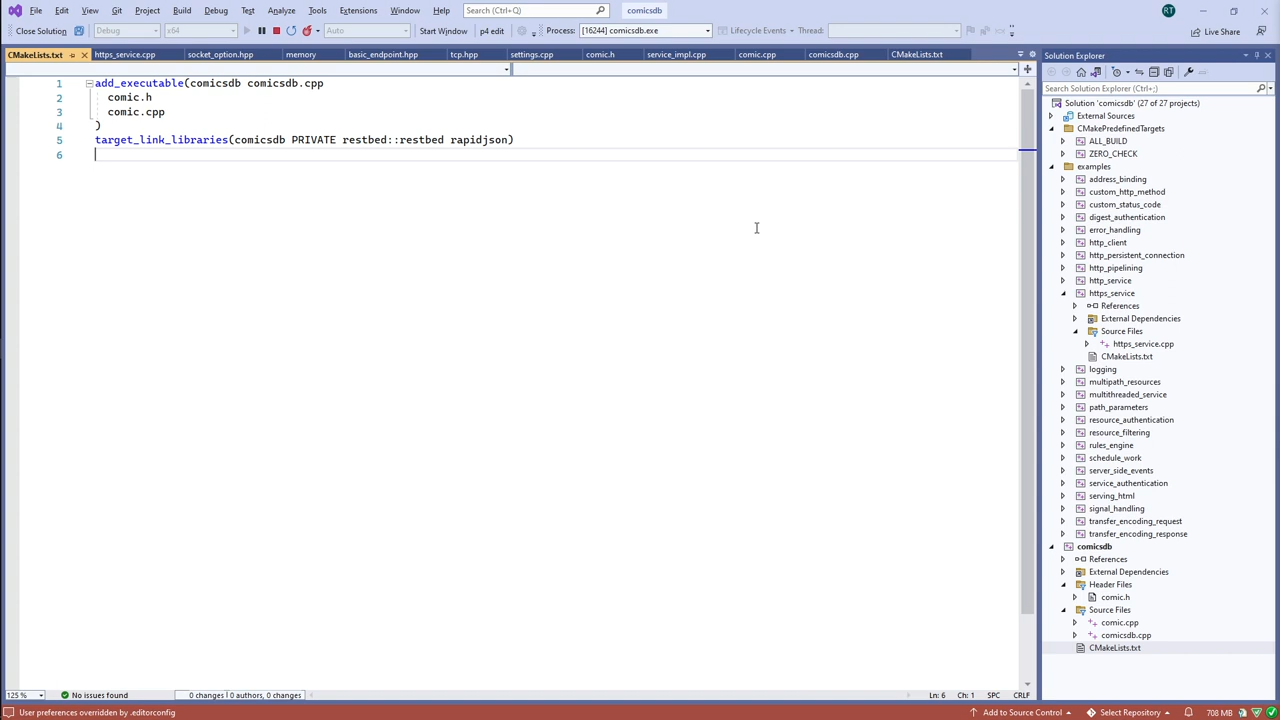 File Edit View Git Project Build Debug Test Analyze Tools Extensions Window Help Search (Ctrl+;) comicsdb RT
Close Solution Debug x64 Auto Start Window p4 edit Process: [16244] comicsdb.exe Lifecycle Events Thread: Live Share
CMakeLists.txt https_service.cpp socket_option.hpp memory basic_endpoint.hpp tcp.hpp settings.cpp comic.h service_impl.cpp comic.cpp comicsdb.cpp CMakeLists.txt
1 add_executable(comicsdb comicsdb.cpp
2 comic.h
3 comic.cpp
4 )
5 target_link_libraries(comicsdb PRIVATE restbed::restbed rapidjson)
6
125 % No issues found 0 changes | 0 authors, 0 changes Ln: 6 Ch: 1 SPC CRLF
Solution Explorer
Search Solution Explorer (Ctrl+;)
Solution 'comicsdb' (27 of 27 projects)
External Sources
CMakePredefinedTargets
ALL_BUILD
ZERO_CHECK
examples
address_binding
custom_http_method
custom_status_code
digest_authentication
error_handling
http_client
http_persistent_connection
http_pipelining
http_service
https_service
References
External Dependencies
Source Files
https_service.cpp
CMakeLists.txt
logging
multipath_resources
multithreaded_service
path_parameters
resource_authentication
resource_filtering
rules_engine
schedule_work
server_side_events
service_authentication
serving_html
signal_handling
transfer_encoding_request
transfer_encoding_response
comicsdb
References
External Dependencies
Header Files
comic.h
Source Files
comic.cpp
comicsdb.cpp
CMakeLists.txt
User preferences overridden by .editorconfig Add to Source Control Select Repository 708 MB